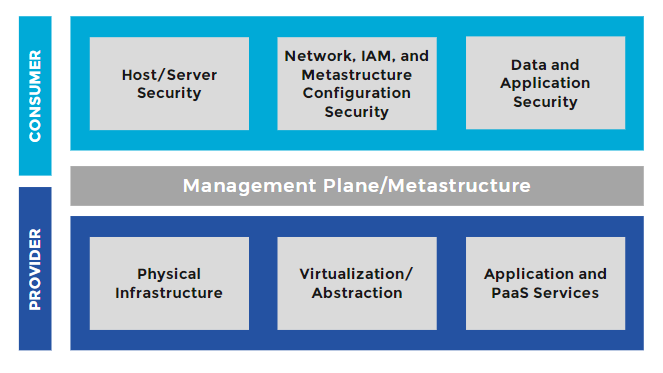 CONSUMER
Host/Server
Security
Network, IAM, and
Metastructure
Configuration
Security
Data and
Application
Security
Management Plane/Metastructure
PROVIDER
Physical
Infrastructure
Virtualization/
Abstraction
Application and
PaaS Services